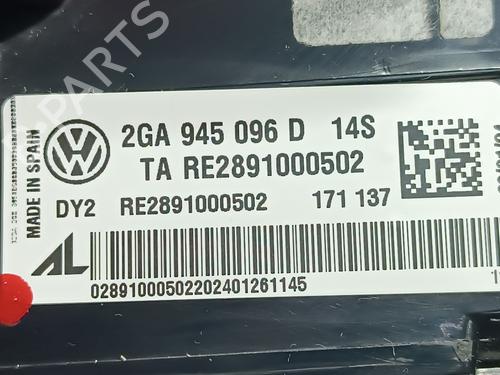 B-PARTS
MADE IN SPAIN
2GA 945 096 D 14S
TA RE2891000502
DY2 RE2891000502 171 137
AL
02891000502202401261145